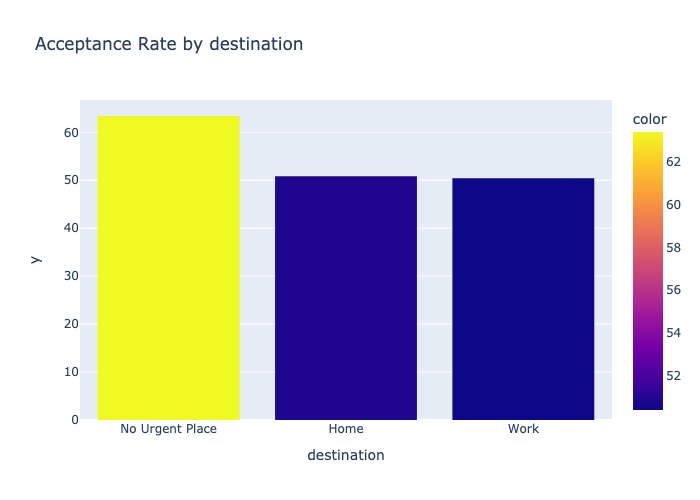 Acceptance Rate by destination
color
60
50
40
30
20
10
0
y
62
60
58
56
54
52
No Urgent Place
Home
Work
destination